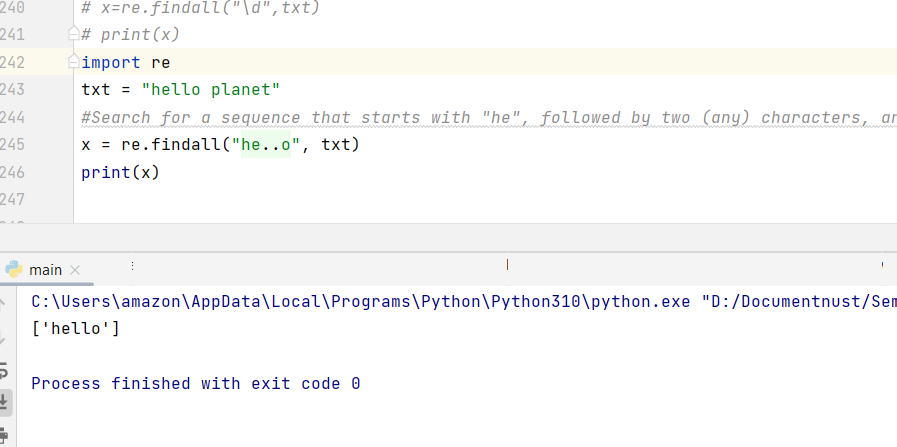 240 # x=re.findall("\d",txt)
241 # print(x)
242 import re
243 txt = "hello planet"
244 #Search for a sequence that starts with "he", followed by two (any) characters,
245 x = re.findall("he..o", txt)
246 print(x)
247
main
C:\Users\amazon\AppData\Local\Programs\Python\Python310\python.exe "D:/Documentnust/Sem
['hello']
Process finished with exit code 0